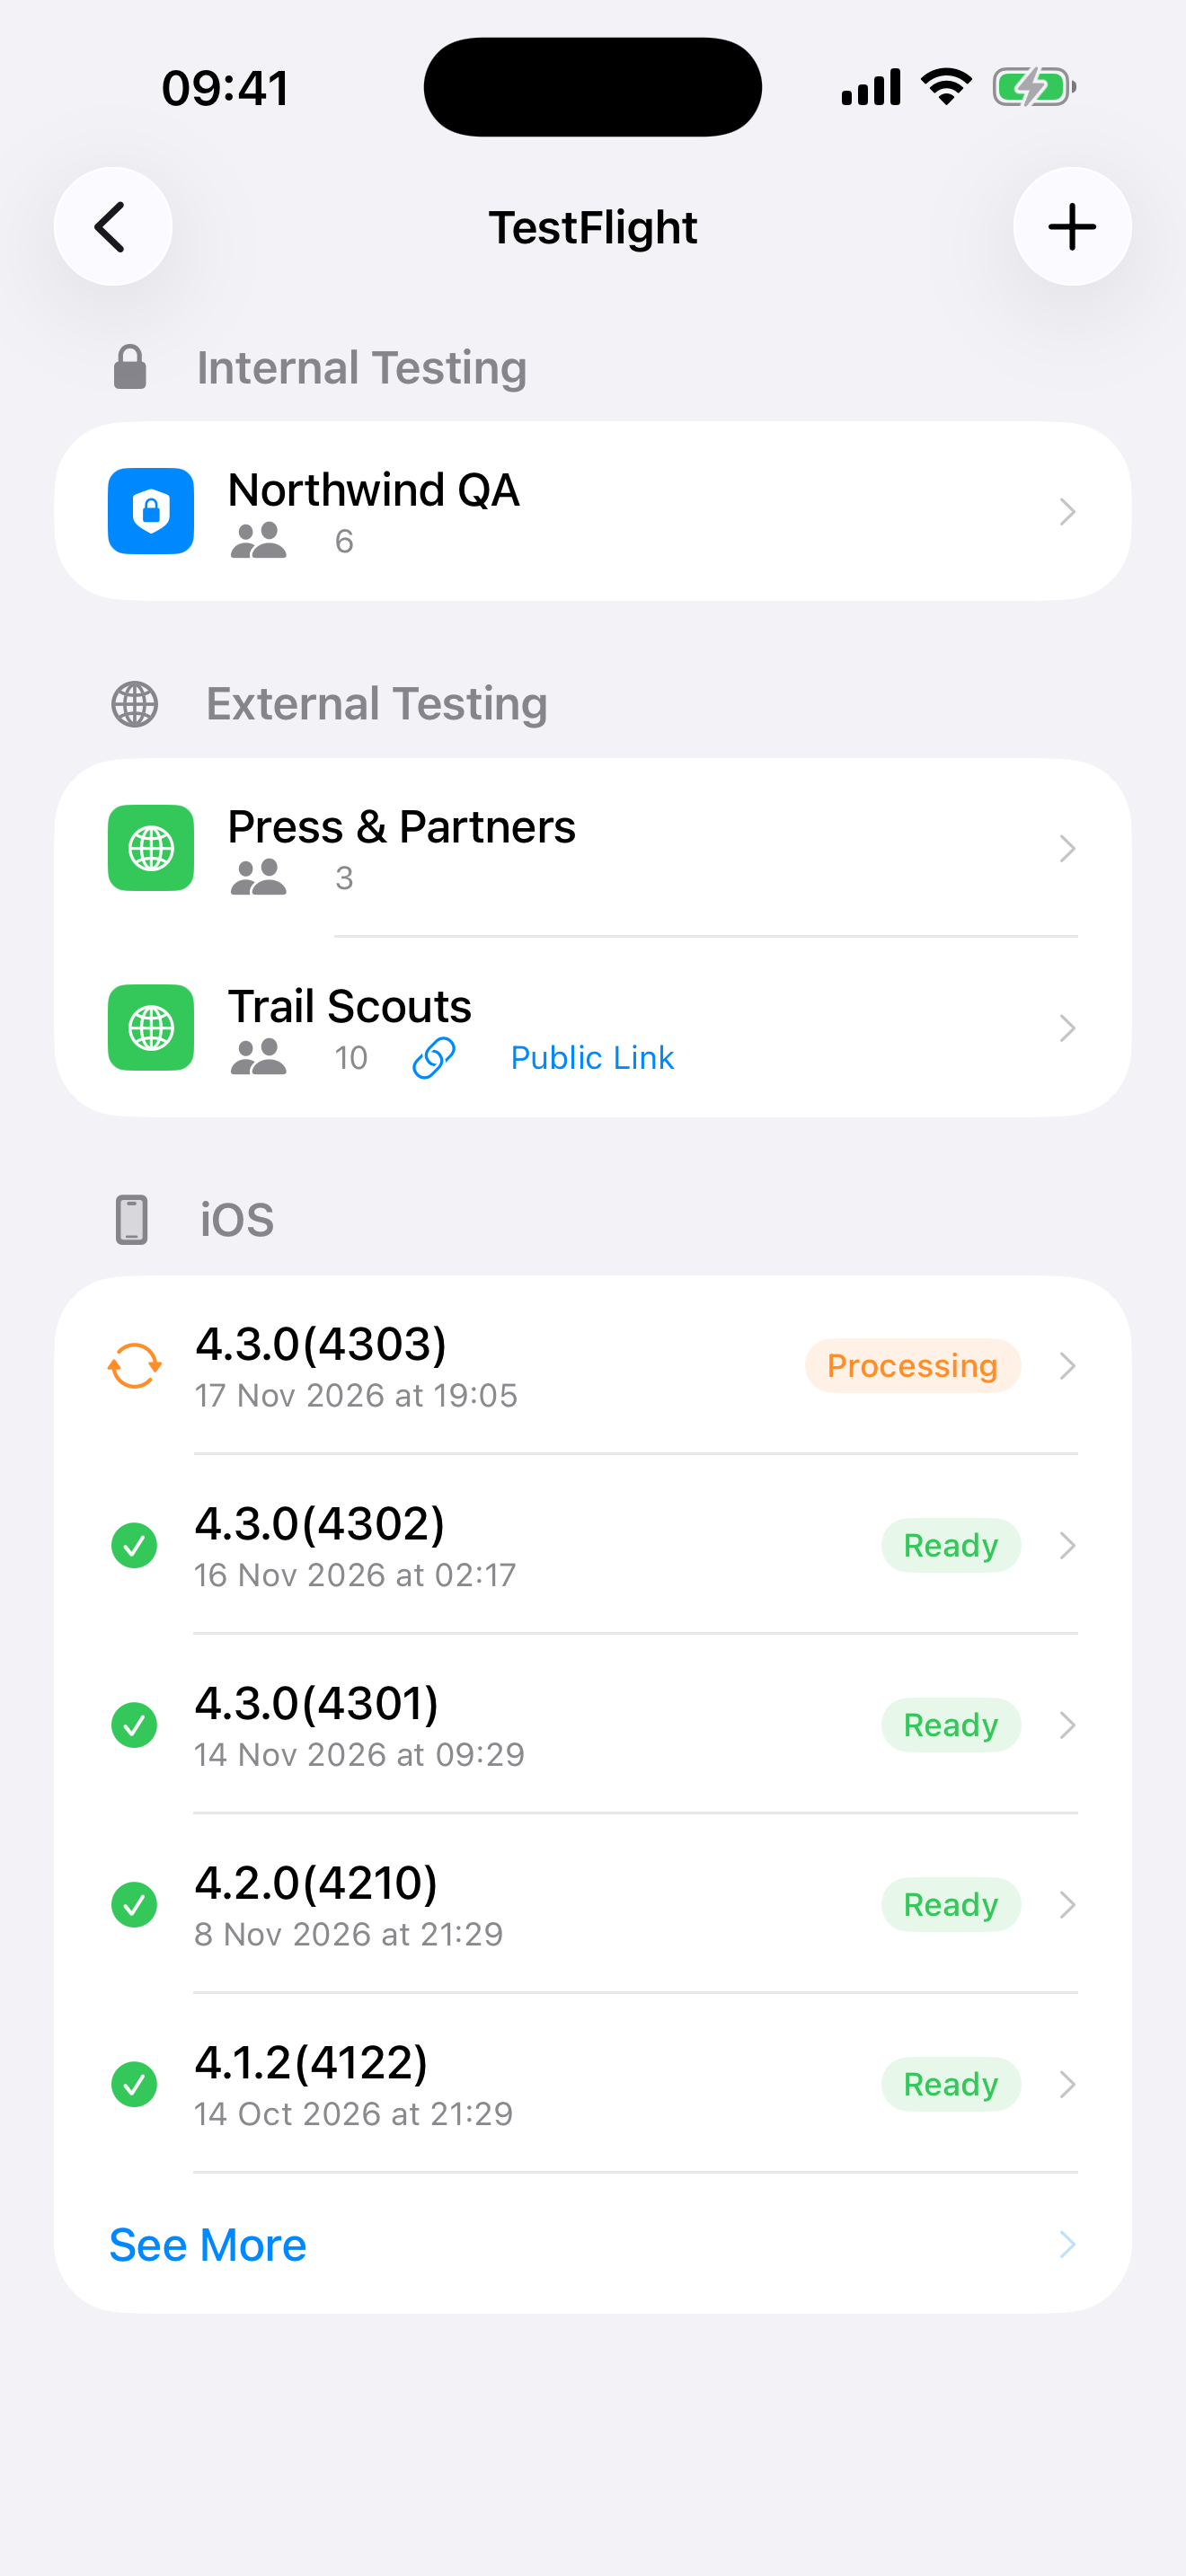 09:41
TestFlight
Internal Testing
Northwind QA
6
External Testing
Press & Partners
3
Trail Scouts
10 Public Link
iOS
4.3.0(4303)
17 Nov 2026 at 19:05
Processing
4.3.0(4302)
16 Nov 2026 at 02:17
Ready
4.3.0(4301)
14 Nov 2026 at 09:29
Ready
4.2.0(4210)
8 Nov 2026 at 21:29
Ready
4.1.2(4122)
14 Oct 2026 at 21:29
Ready
See More